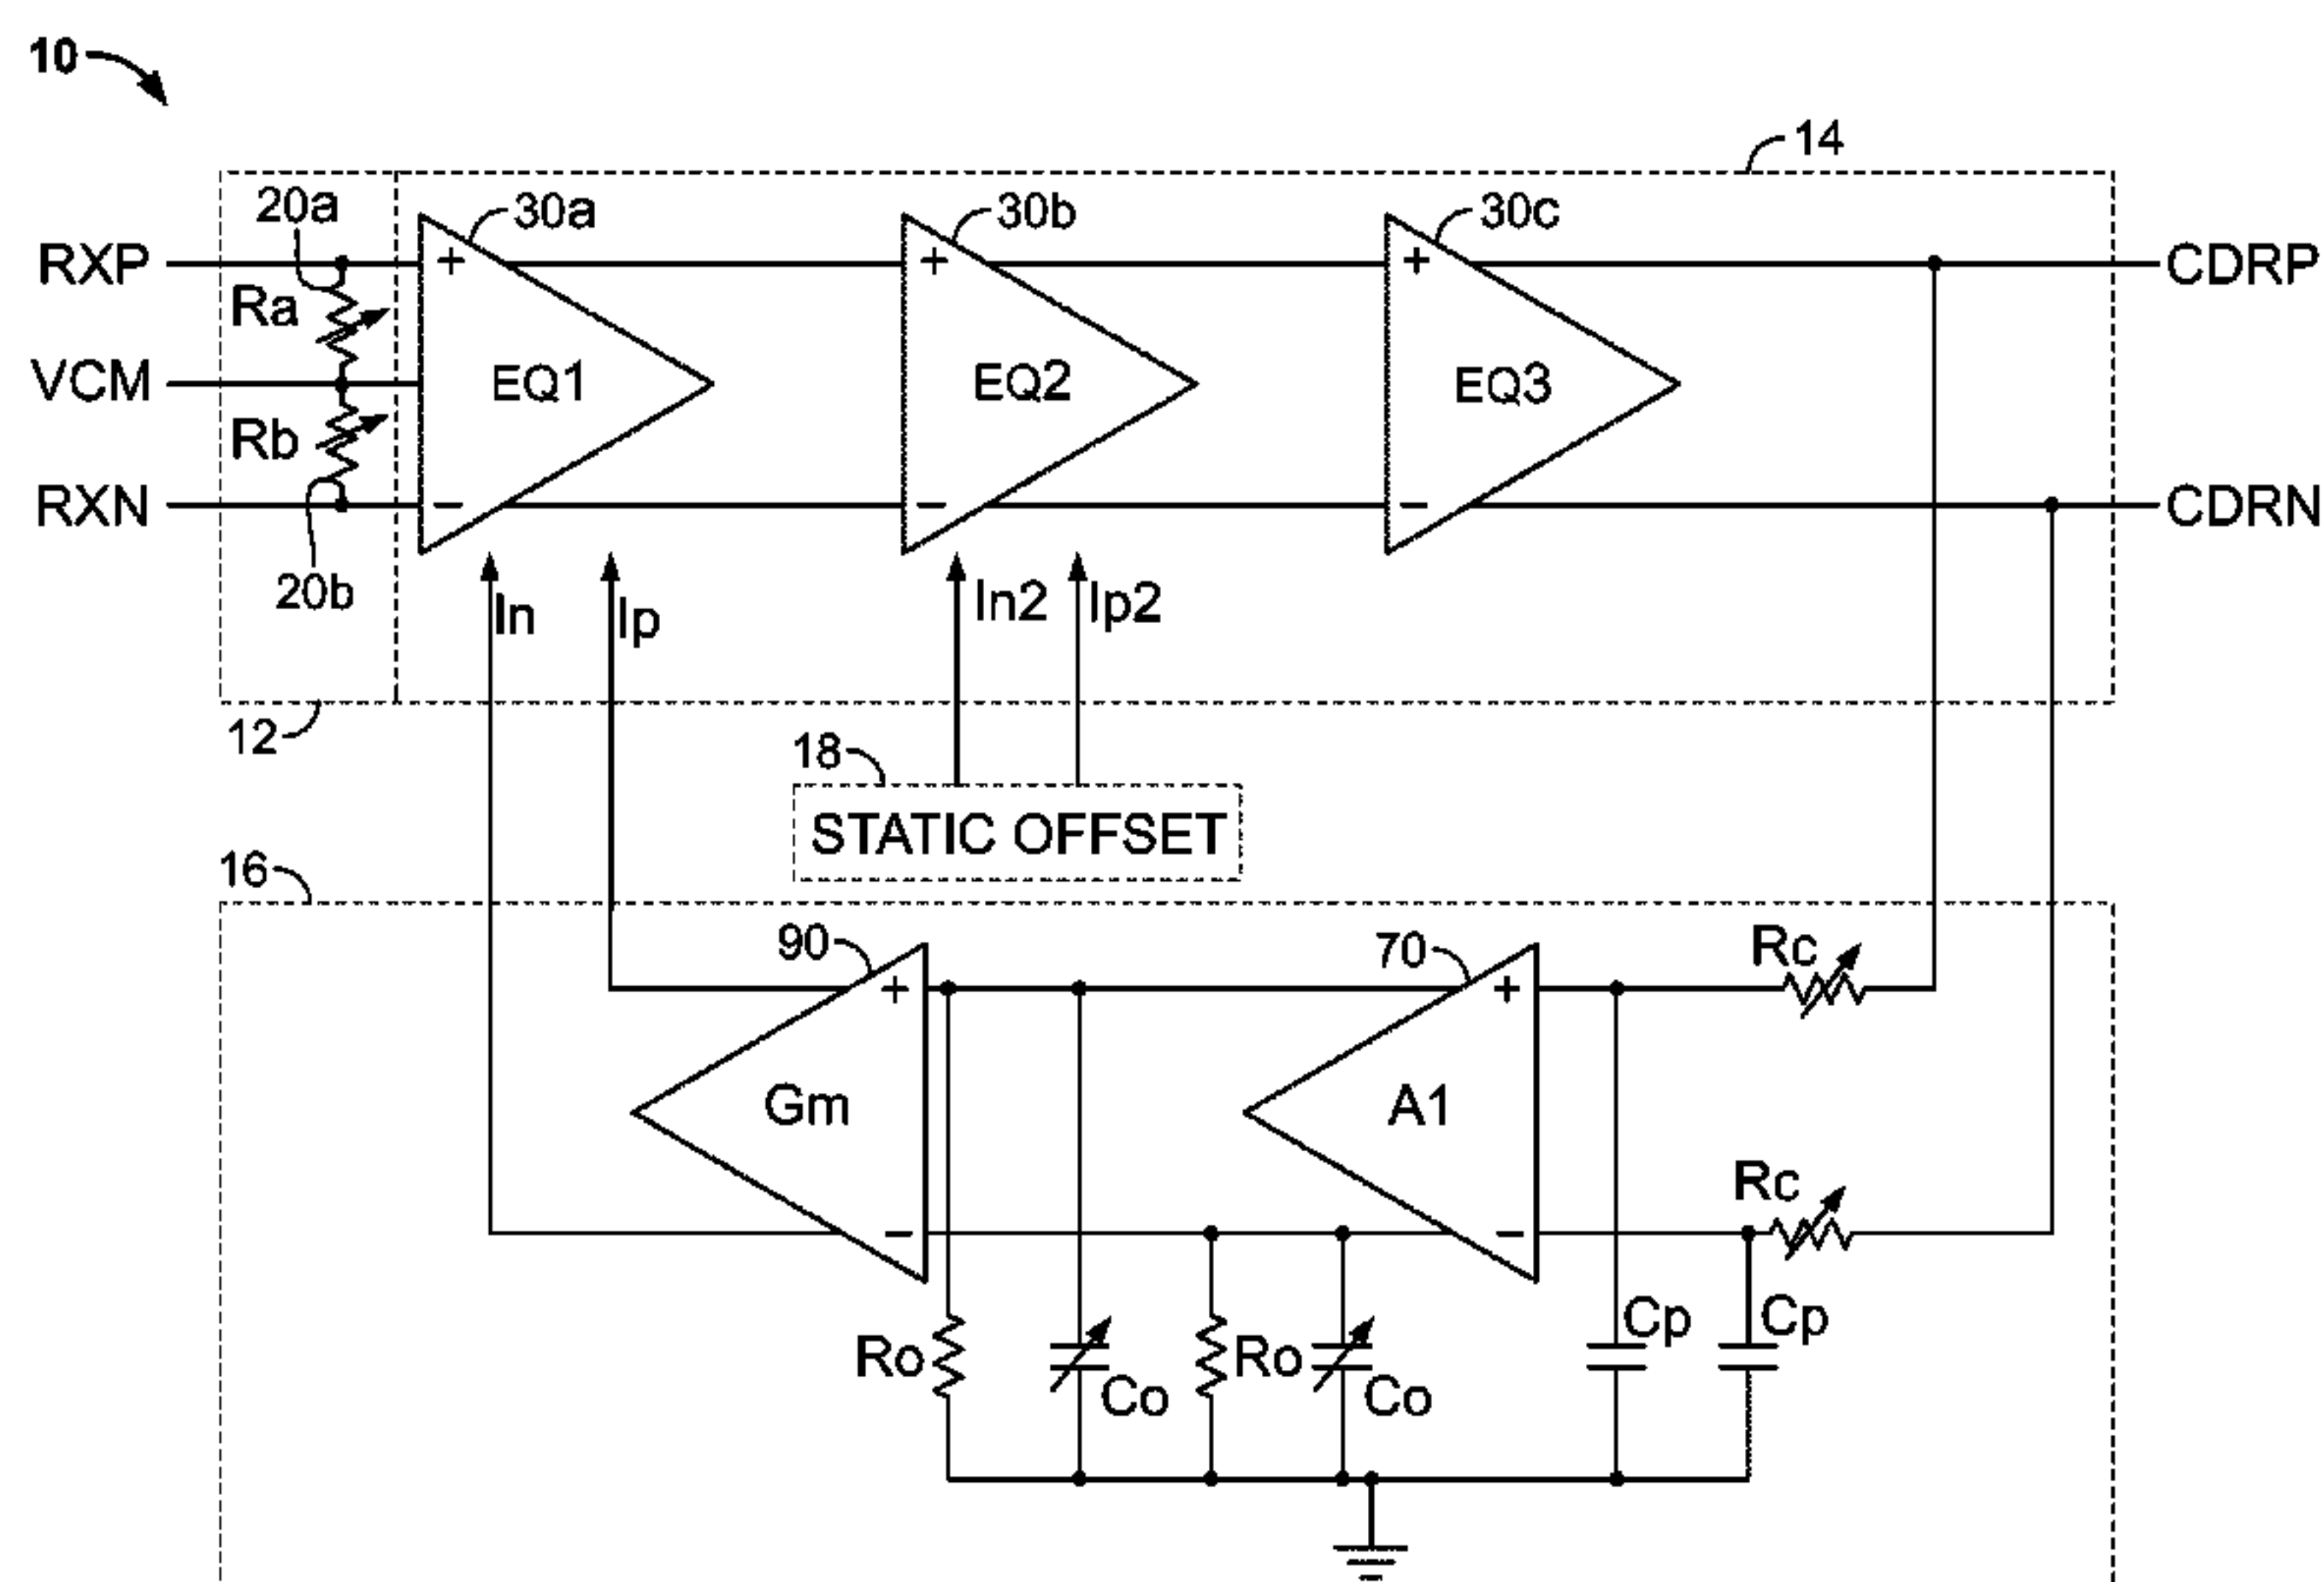 10
14
20a
30a
30b
30c
RXP
+
+
+
CDRP
Ra
VCM
EQ1
EQ2
EQ3
Rb
RXN
−
−
−
CDRN
20b
In
Ip
In2
Ip2
12
18
STATIC OFFSET
16
90
70
Rc
+
+
Gm
A1
Rc
−
−
Ro
Co
Ro
Co
Cp
Cp